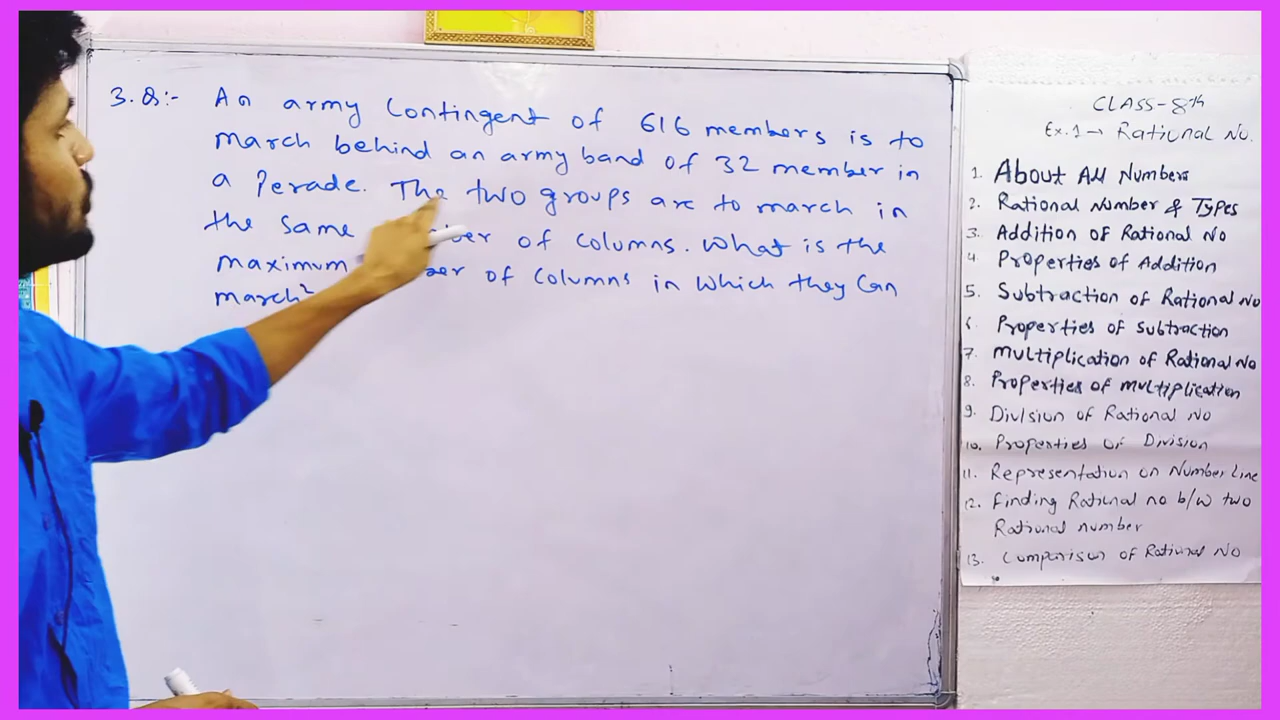 3. Q:- An army Contingent of 616 members is to
march behind an army band of 32 member in
a Perade. The two groups are to march in
the same of columns. What is the
maximum of columns in which they can
march?
CLASS-8th
Ex.1→ Rational No.
1. About All Numbers
2. Rational Number & Types
3. Addition of Rational No
4. Properties of Addition
5. Subtraction of Rational No
6. Properties of Subtraction
7. Multiplication of Rational No
8. Properties of multiplication
9. Division of Rational No
10. Properties of Division
11. Representation on Number Line
12. Finding Rational no b/w two
Rational number
13. Comparison of Rational No